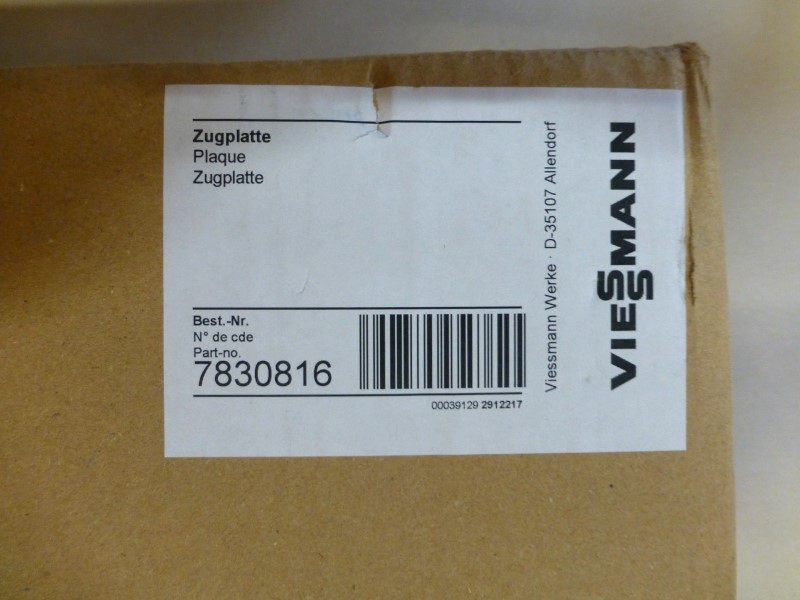 Zugplatte
Plaque
Zugplatte
Best.-Nr.
N° de cde
Part-no.
7830816
00039129 2912217
Viessmann Werke · D-35107 Allendorf
VIESSMANN